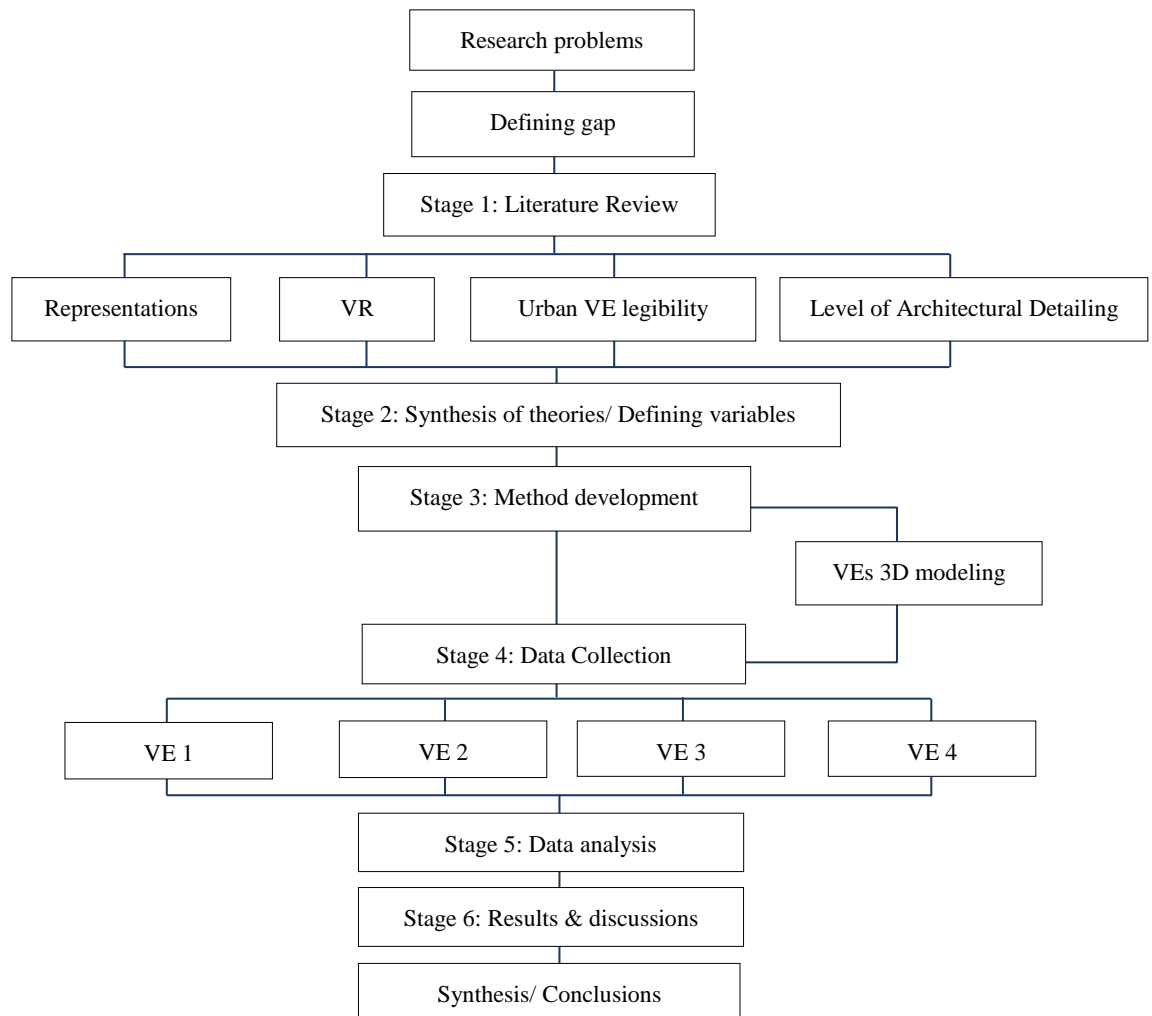 Research problems
Defining gap
Stage 1: Literature Review
Representations
VR
Urban VE legibility
Level of Architectural Detailing
Stage 2: Synthesis of theories/ Defining variables
Stage 3: Method development
VEs 3D modeling
Stage 4: Data Collection
VE 1
VE 2
VE 3
VE 4
Stage 5: Data analysis
Stage 6: Results & discussions
Synthesis/ Conclusions